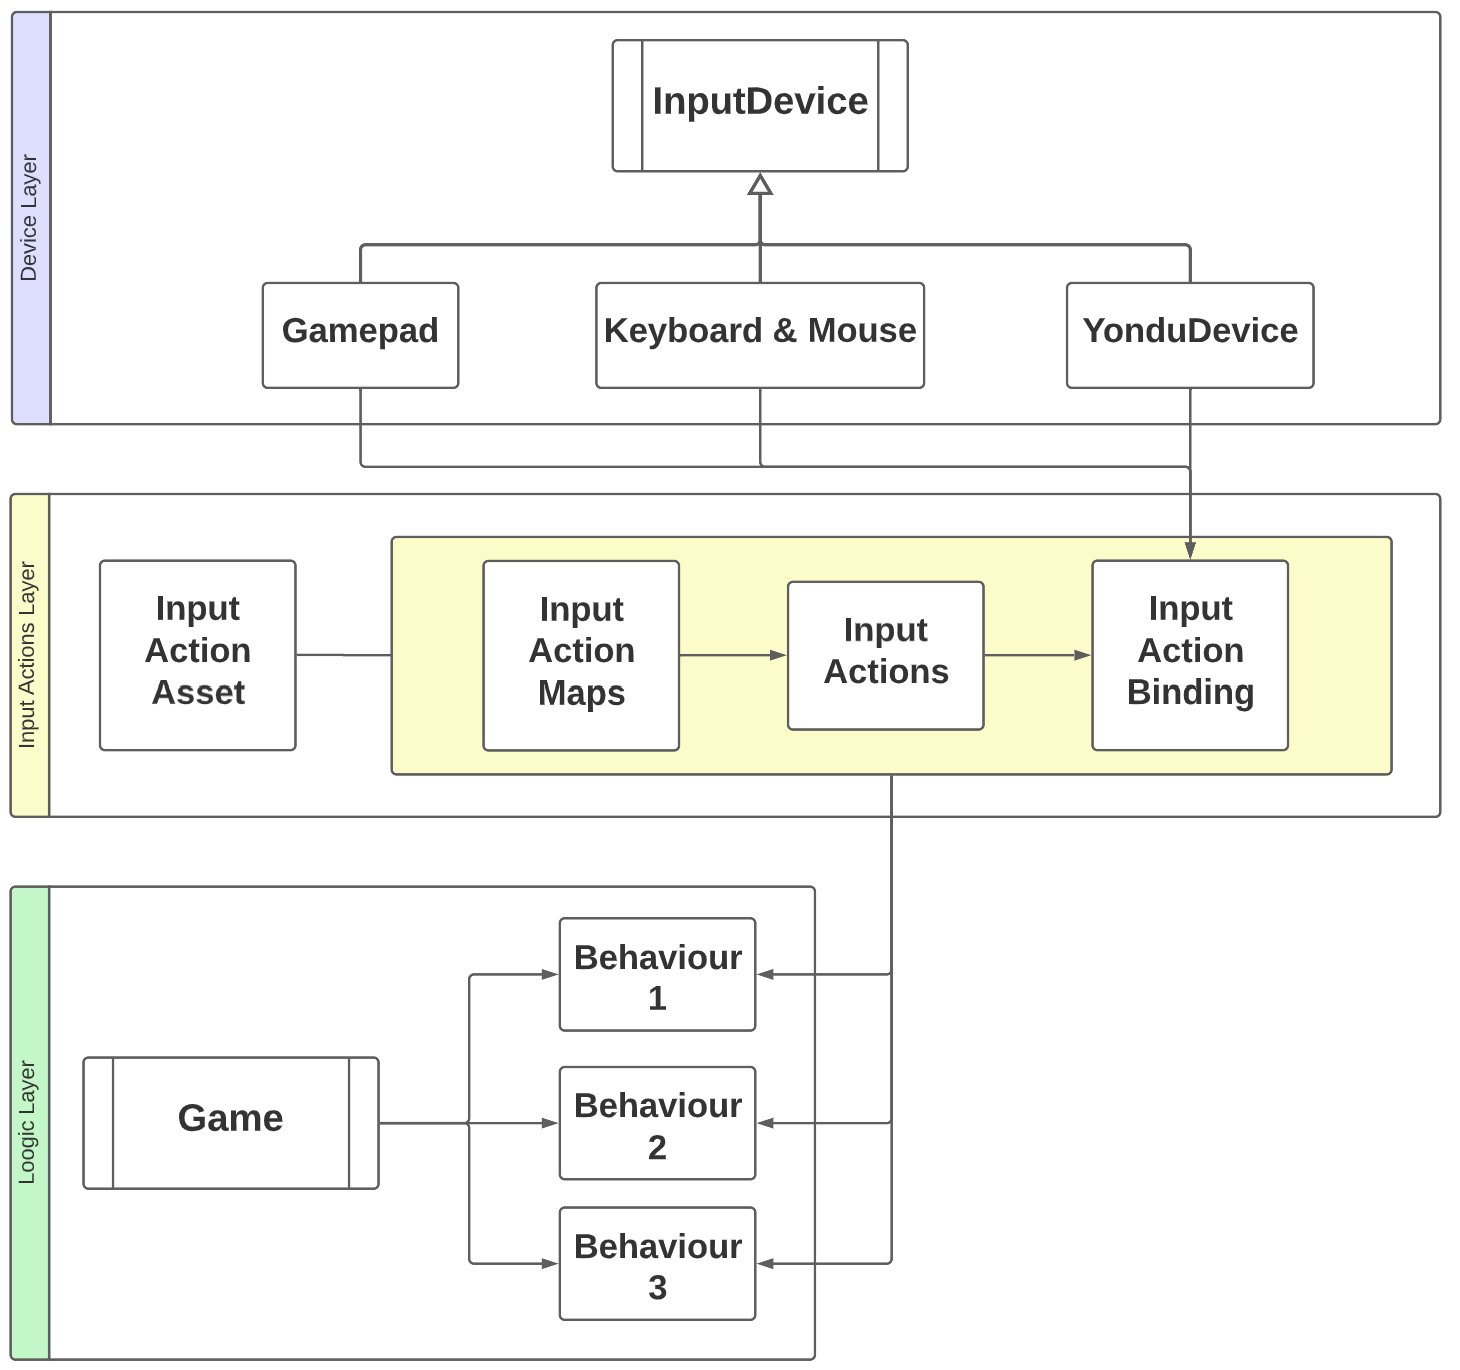 Device Layer
InputDevice
Gamepad
Keyboard & Mouse
YonduDevice
Input Actions Layer
Input
Action
Asset
Input
Action
Maps
Input
Actions
Input
Action
Binding
Loogic Layer
Game
Behaviour
1
Behaviour
2
Behaviour
3